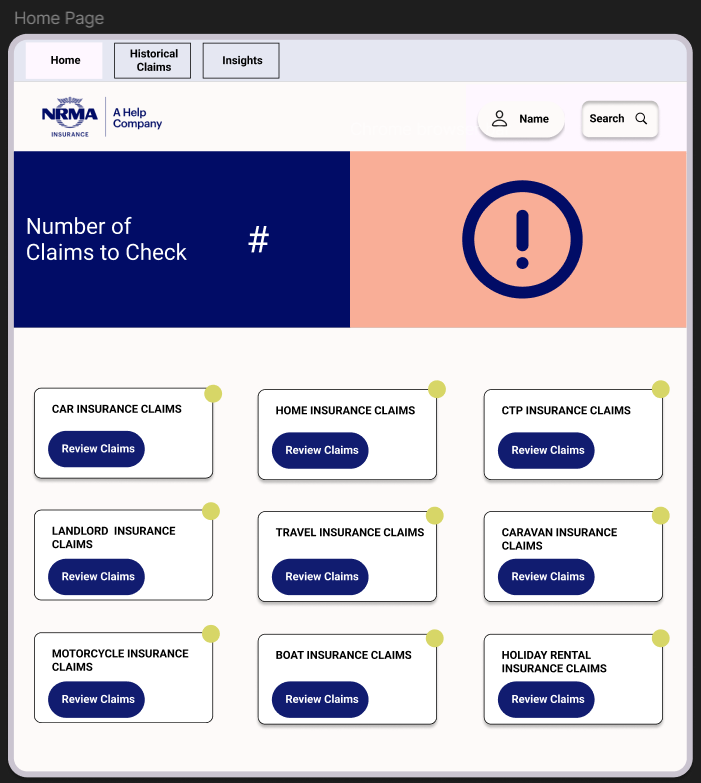 Home Page
Home
Historical
Claims
Insights
NRMA
INSURANCE
A Help
Company
Name
Search
Number of
Claims to Check
#
CAR INSURANCE CLAIMS
Review Claims
HOME INSURANCE CLAIMS
Review Claims
CTP INSURANCE CLAIMS
Review Claims
LANDLORD  INSURANCE
CLAIMS
Review Claims
TRAVEL INSURANCE CLAIMS
Review Claims
CARAVAN INSURANCE
CLAIMS
Review Claims
MOTORCYCLE INSURANCE
CLAIMS
Review Claims
BOAT INSURANCE CLAIMS
Review Claims
HOLIDAY RENTAL
INSURANCE CLAIMS
Review Claims